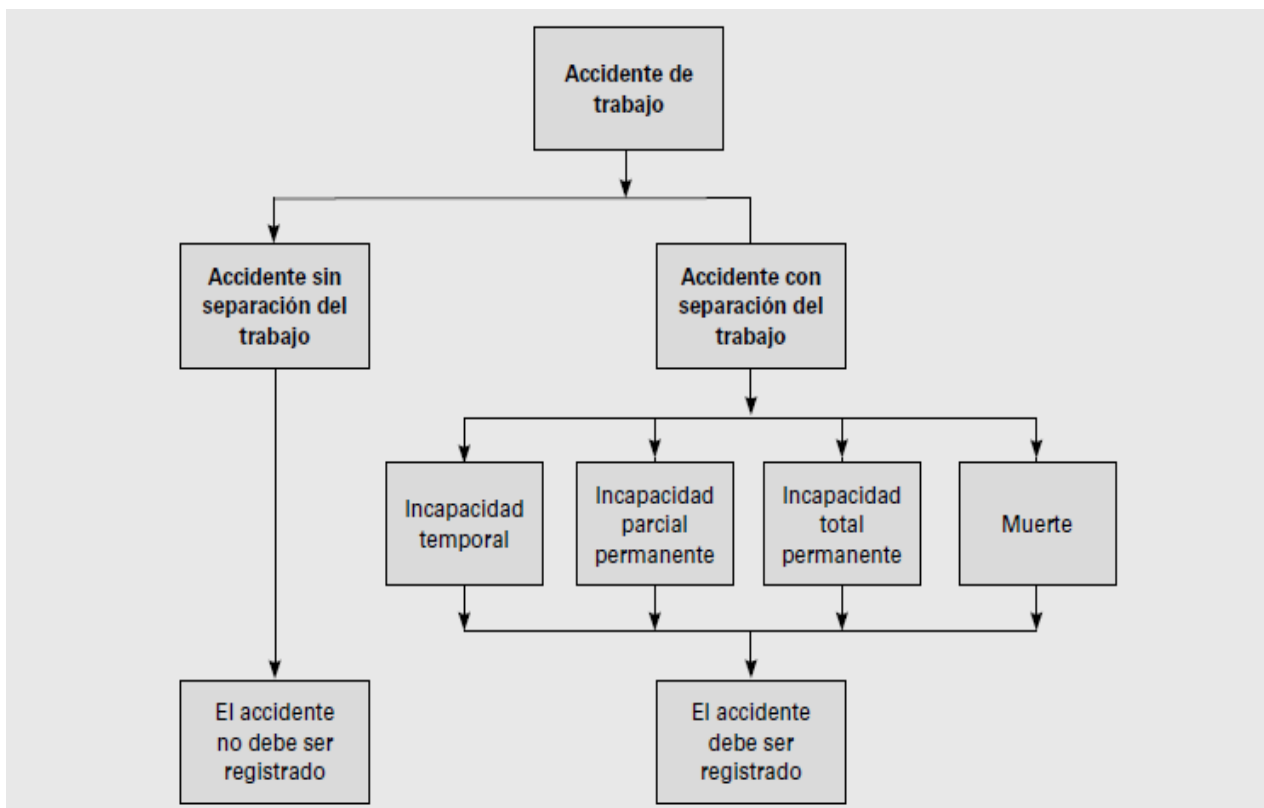 Accidente de
trabajo
Accidente sin
separación del
trabajo
Accidente con
separación del
trabajo
Incapacidad
temporal
Incapacidad
parcial
permanente
Incapacidad
total
permanente
Muerte
El accidente
no debe ser
registrado
El accidente
debe ser
registrado